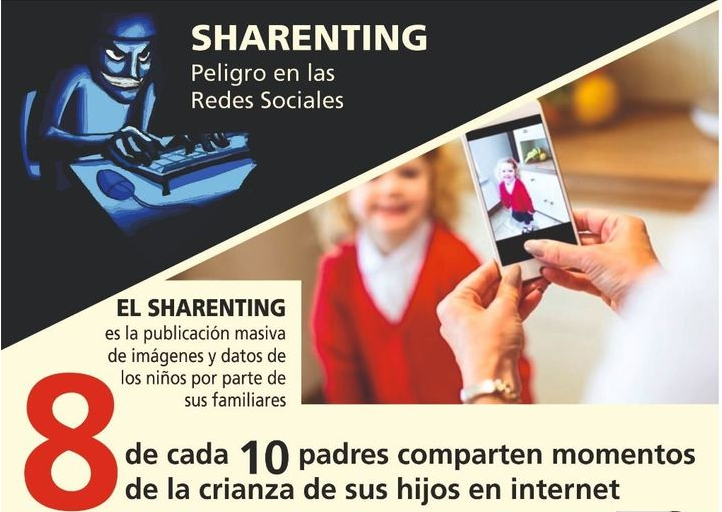 SHARENTING
Peligro en las
Redes Sociales
EL SHARENTING
es la publicación masiva
de imágenes y datos de
los niños por parte de
sus familiares
8 de cada 10 padres comparten momentos
de la crianza de sus hijos en internet